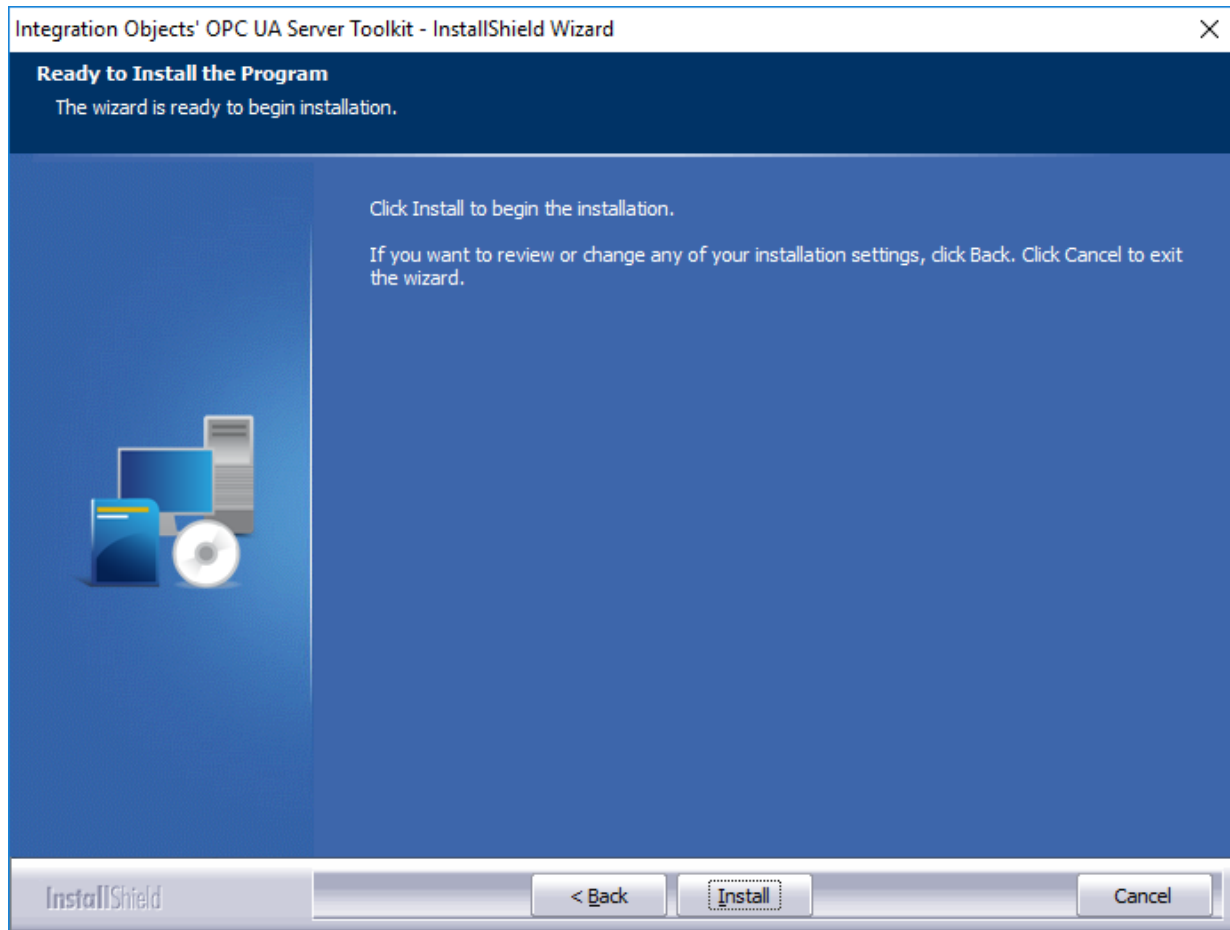 Integration Objects' OPC UA Server Toolkit - InstallShield Wizard
Ready to Install the Program
The wizard is ready to begin installation.
Click Install to begin the installation.
If you want to review or change any of your installation settings, click Back. Click Cancel to exit
the wizard.
InstallShield
< Back
Install
Cancel